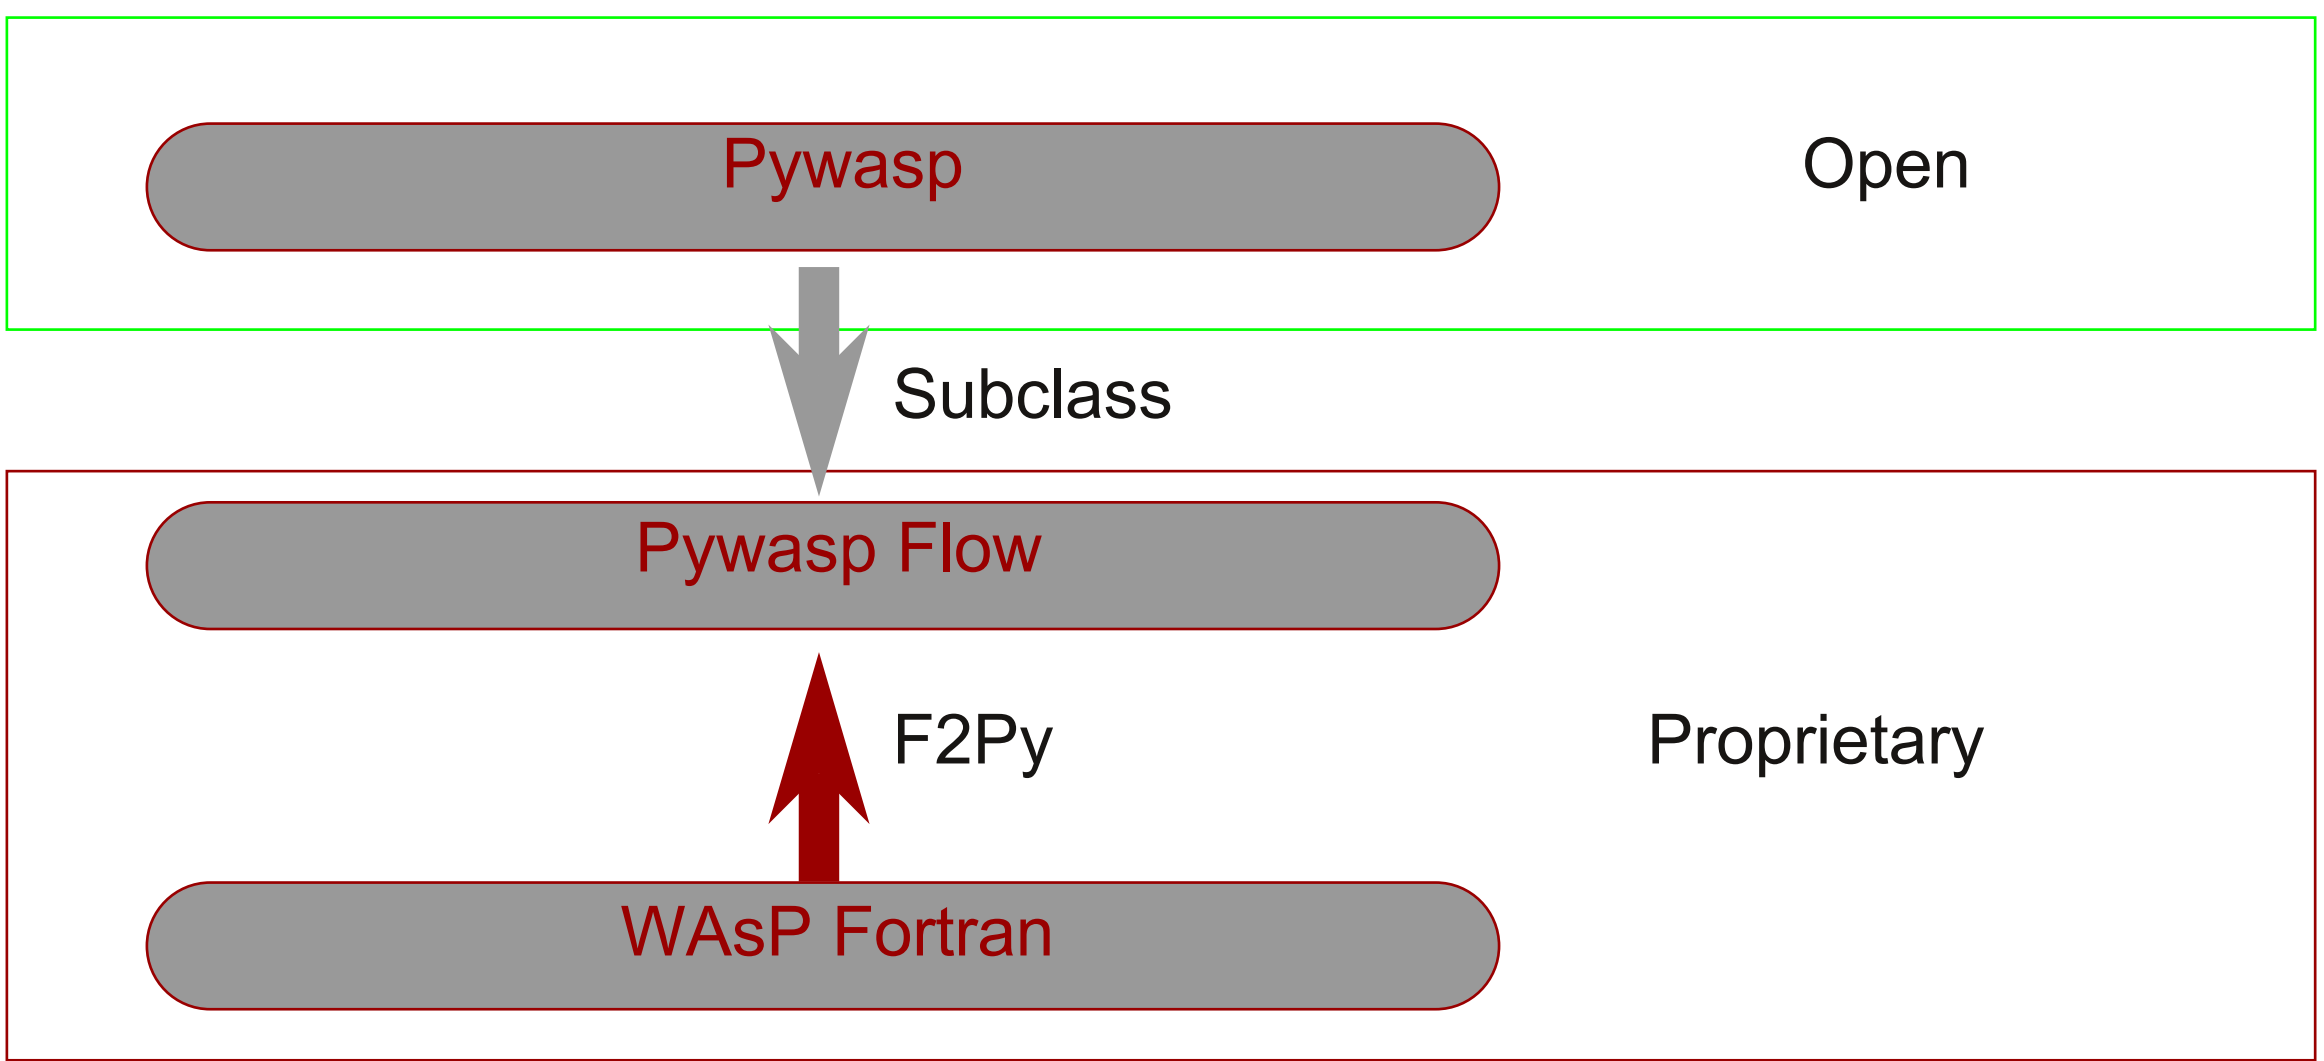 Pywasp
Open
Subclass
Pywasp Flow
F2Py
Proprietary
WAsP Fortran